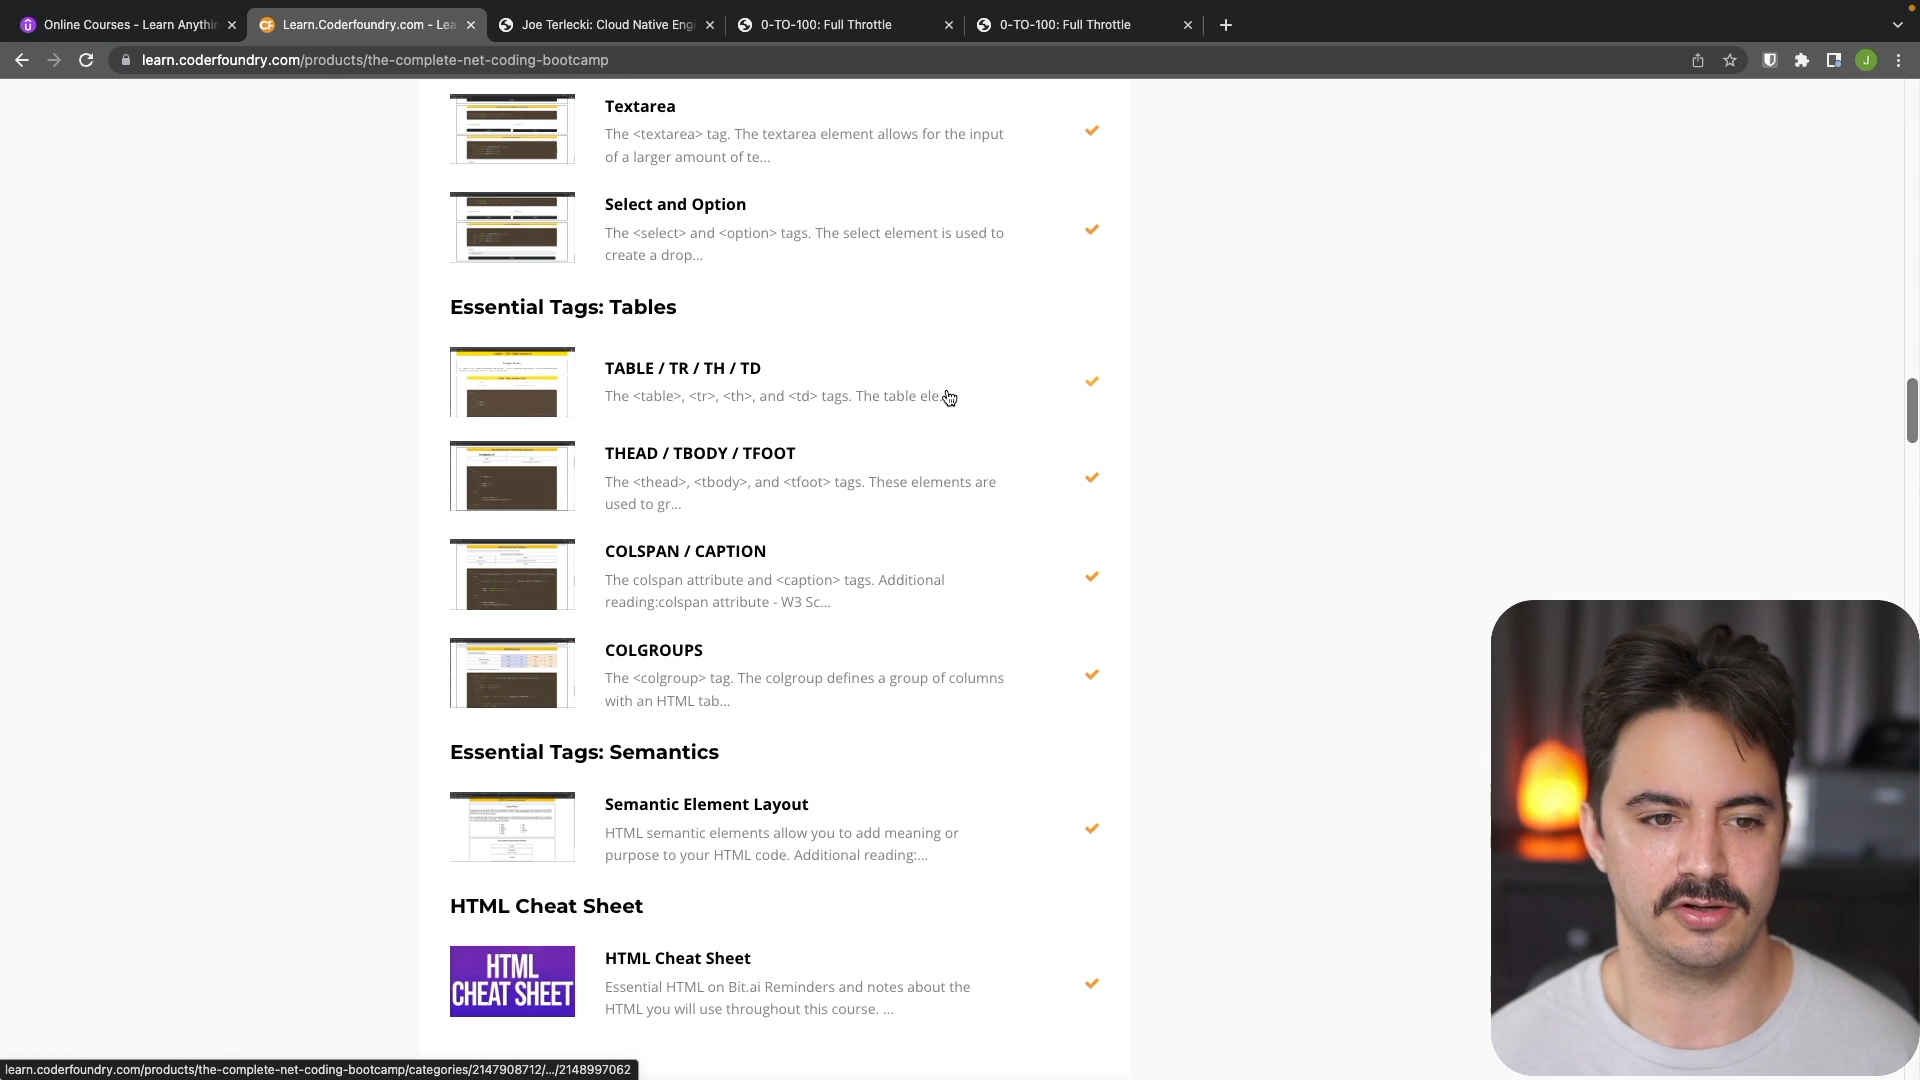 Online Courses - Learn Anythin
Learn.Coderfoundry.com - Lea
Joe Terlecki: Cloud Native Engi
0-TO-100: Full Throttle
0-TO-100: Full Throttle
learn.coderfoundry.com/products/the-complete-net-coding-bootcamp
J
Textarea
The <textarea> tag. The textarea element allows for the input
of a larger amount of te...
Select and Option
The <select> and <option> tags. The select element is used to
create a drop...
Essential Tags: Tables
TABLE / TR / TH / TD
The <table>, <tr>, <th>, and <td> tags. The table ele...
THEAD / TBODY / TFOOT
The <thead>, <tbody>, and <tfoot> tags. These elements are
used to gr...
COLSPAN / CAPTION
The colspan attribute and <caption> tags. Additional
reading:colspan attribute - W3 Sc...
COLGROUPS
The <colgroup> tag. The colgroup defines a group of columns
with an HTML tab...
Essential Tags: Semantics
Semantic Element Layout
HTML semantic elements allow you to add meaning or
purpose to your HTML code. Additional reading:...
HTML Cheat Sheet
HTML
CHEAT SHEET
HTML Cheat Sheet
Essential HTML on Bit.ai Reminders and notes about the
HTML you will use throughout this course. ...
learn.coderfoundry.com/products/the-complete-net-coding-bootcamp/categories/2147908712/.../2148997062